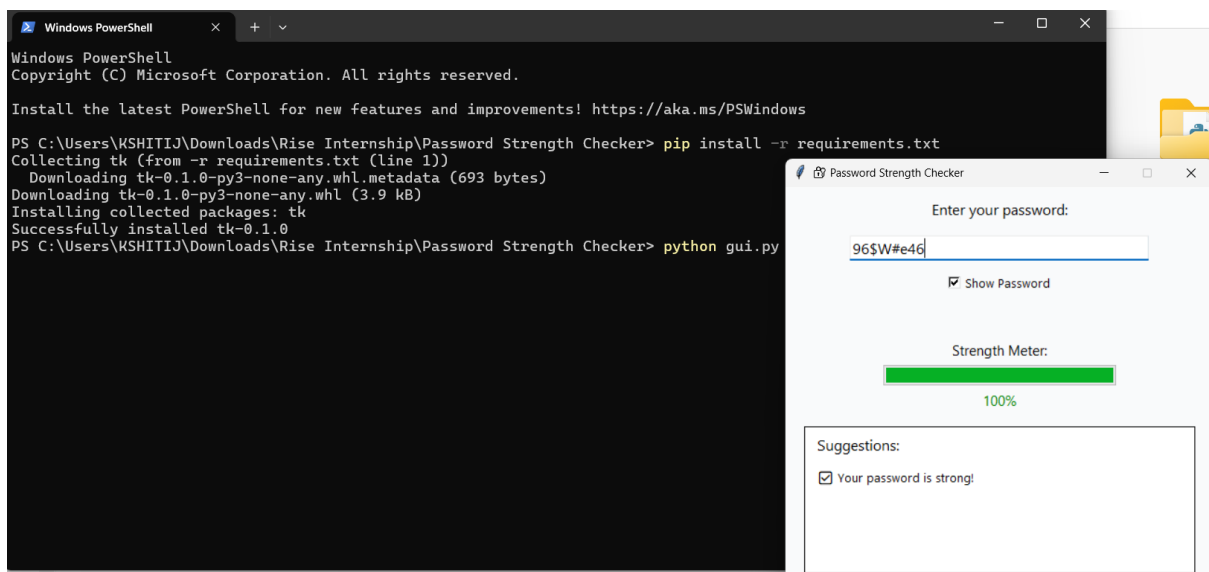 Windows PowerShell
Windows PowerShell
Copyright (C) Microsoft Corporation. All rights reserved.
Install the latest PowerShell for new features and improvements! https://aka.ms/PSWindows
PS C:\Users\KSHITIJ\Downloads\Rise Internship\Password Strength Checker> pip install -r requirements.txt
Collecting tk (from -r requirements.txt (line 1))
  Downloading tk-0.1.0-py3-none-any.whl.metadata (693 bytes)
Downloading tk-0.1.0-py3-none-any.whl (3.9 kB)
Installing collected packages: tk
Successfully installed tk-0.1.0
PS C:\Users\KSHITIJ\Downloads\Rise Internship\Password Strength Checker> python gui.py
Password Strength Checker
Enter your password:
96$W#e46
Show Password
Strength Meter:
100%
Suggestions:
Your password is strong!